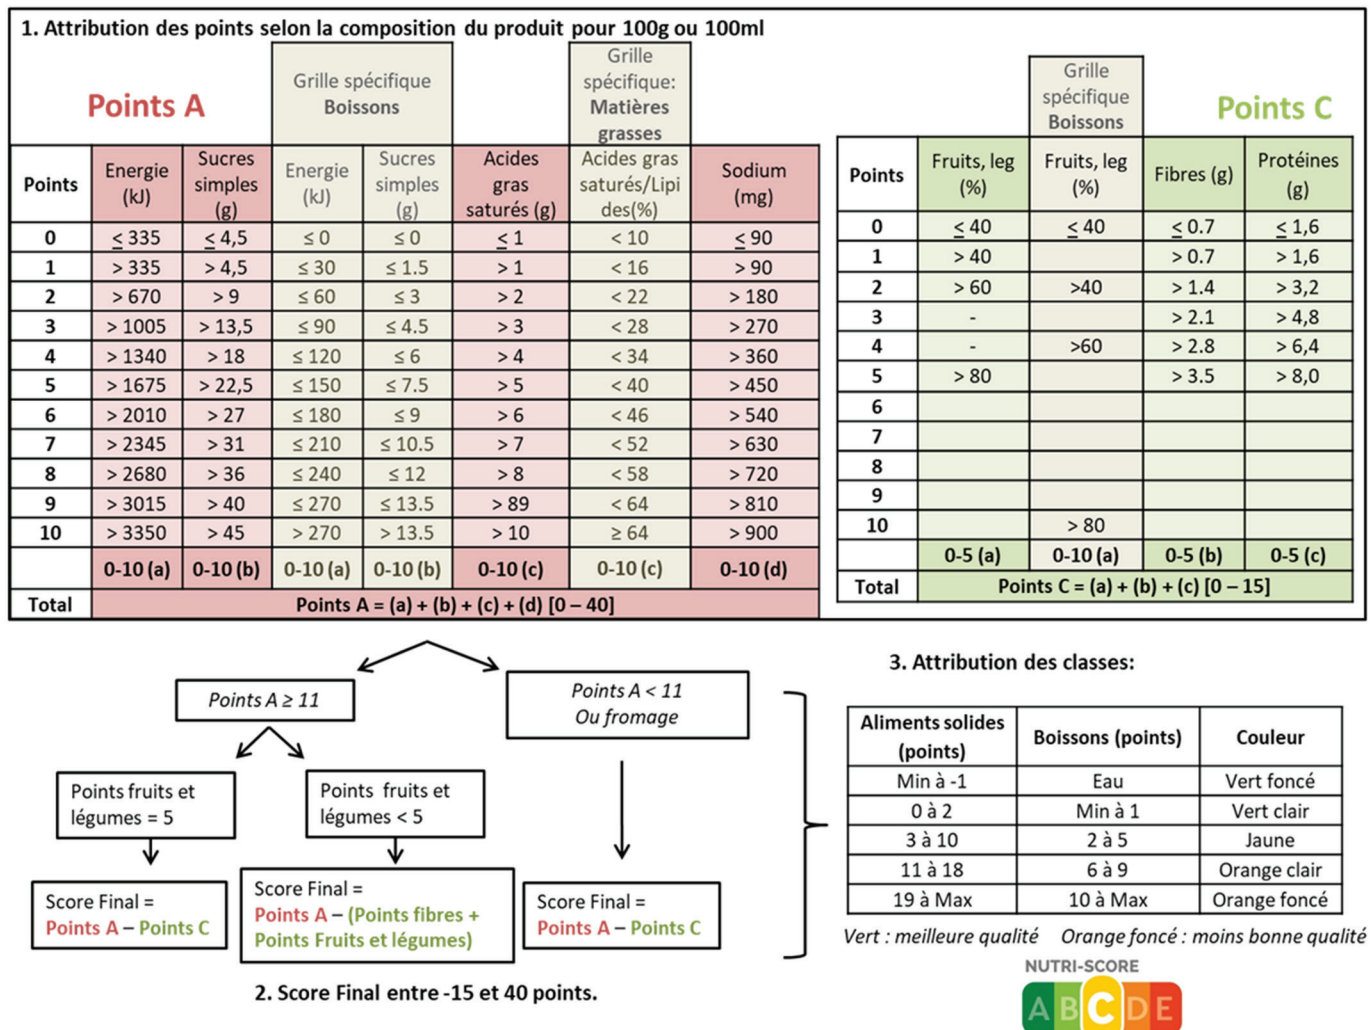 1. Attribution des points selon la composition du produit pour 100g ou 100ml
Points A
Grille spécifique
Boissons
Grille
spécifique:
Matières
grasses
Points Energie (kJ) Sucres simples (g) Energie (kJ) Sucres simples (g) Acides gras saturés (g) Acides gras saturés/Lipi des(%) Sodium (mg)
0 ≤ 335 ≤ 4,5 ≤ 0 ≤ 0 ≤ 1 < 10 ≤ 90
1 > 335 > 4,5 ≤ 30 ≤ 1.5 > 1 < 16 > 90
2 > 670 > 9 ≤ 60 ≤ 3 > 2 < 22 > 180
3 > 1005 > 13,5 ≤ 90 ≤ 4.5 > 3 < 28 > 270
4 > 1340 > 18 ≤ 120 ≤ 6 > 4 < 34 > 360
5 > 1675 > 22,5 ≤ 150 ≤ 7.5 > 5 < 40 > 450
6 > 2010 > 27 ≤ 180 ≤ 9 > 6 < 46 > 540
7 > 2345 > 31 ≤ 210 ≤ 10.5 > 7 < 52 > 630
8 > 2680 > 36 ≤ 240 ≤ 12 > 8 < 58 > 720
9 > 3015 > 40 ≤ 270 ≤ 13.5 > 89 < 64 > 810
10 > 3350 > 45 > 270 > 13.5 > 10 ≥ 64 > 900
0-10 (a) 0-10 (b) 0-10 (a) 0-10 (b) 0-10 (c) 0-10 (c) 0-10 (d)
Total Points A = (a) + (b) + (c) + (d) [0 – 40]
Grille
spécifique
Boissons
Points C
Points Fruits, leg (%) Fruits, leg (%) Fibres (g) Protéines (g)
0 ≤ 40 ≤ 40 ≤ 0.7 ≤ 1,6
1 > 40 > 0.7 > 1,6
2 > 60 >40 > 1.4 > 3,2
3 - > 2.1 > 4,8
4 - >60 > 2.8 > 6,4
5 > 80 > 3.5 > 8,0
6
7
8
9
10 > 80
0-5 (a) 0-10 (a) 0-5 (b) 0-5 (c)
Total Points C = (a) + (b) + (c) [0 – 15]
Points A ≥ 11
Points A < 11
Ou fromage
Points fruits et
légumes = 5
Points fruits et
légumes < 5
Score Final =
Points A – Points C
Score Final =
Points A – (Points fibres +
Points Fruits et légumes)
Score Final =
Points A – Points C
2. Score Final entre -15 et 40 points.
3. Attribution des classes:
Aliments solides (points) Boissons (points) Couleur
Min à -1 Eau Vert foncé
0 à 2 Min à 1 Vert clair
3 à 10 2 à 5 Jaune
11 à 18 6 à 9 Orange clair
19 à Max 10 à Max Orange foncé
Vert : meilleure qualité Orange foncé : moins bonne qualité
NUTRI-SCORE
A B C D E